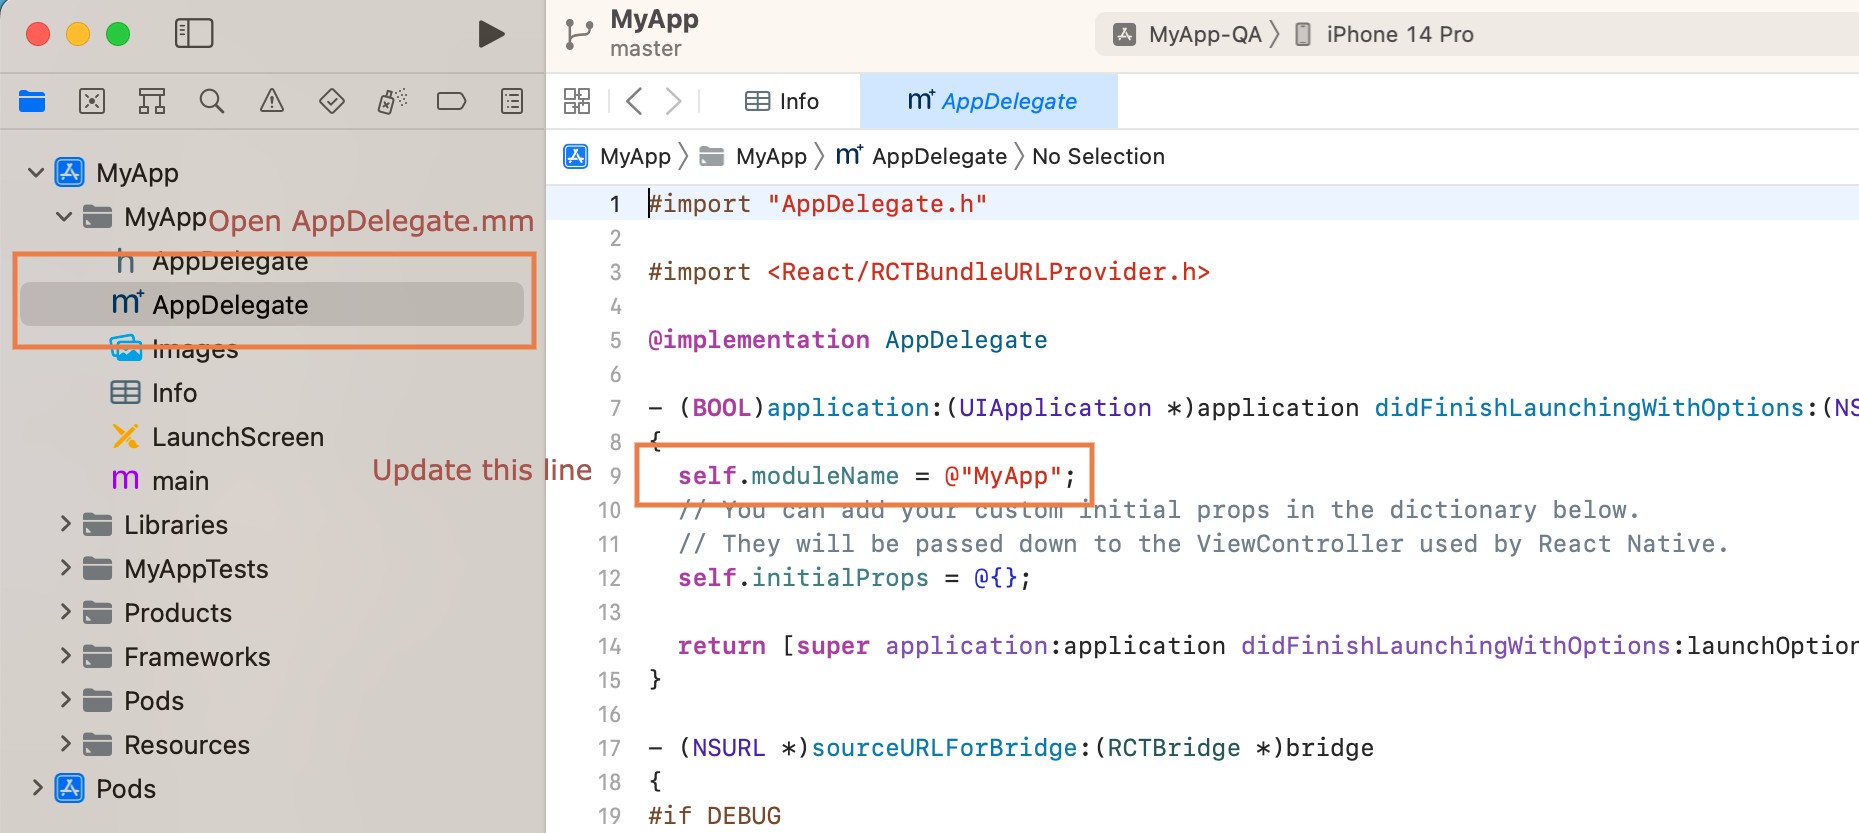 MyApp
master
MyApp-QA
iPhone 14 Pro
Info
m+ AppDelegate
MyApp
MyApp
m+ AppDelegate
No Selection
MyApp
MyApp
Open AppDelegate.mm
h AppDelegate
m+ AppDelegate
Images
Info
LaunchScreen
m main
Libraries
MyAppTests
Products
Frameworks
Pods
Resources
Pods
Update this line
1 #import "AppDelegate.h"
2
3 #import <React/RCTBundleURLProvider.h>
4
5 @implementation AppDelegate
6
7 - (BOOL)application:(UIApplication *)application didFinishLaunchingWithOptions:(NS
8 {
9 self.moduleName = @"MyApp";
10 // You can add your custom initial props in the dictionary below.
11 // They will be passed down to the ViewController used by React Native.
12 self.initialProps = @{};
13
14 return [super application:application didFinishLaunchingWithOptions:launchOption
15 }
16
17 - (NSURL *)sourceURLForBridge:(RCTBridge *)bridge
18 {
19 #if DEBUG